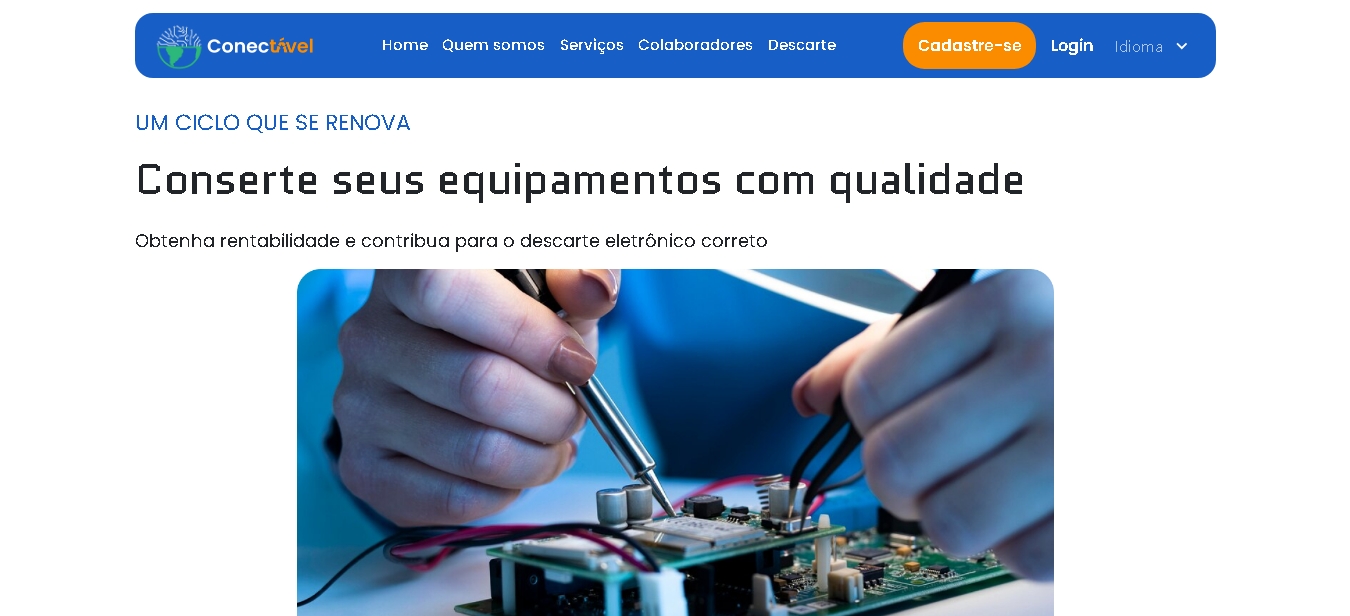 Conectável
Home Quem somos Serviços Colaboradores Descarte
Cadastre-se Login Idioma
UM CICLO QUE SE RENOVA
Conserte seus equipamentos com qualidade
Obtenha rentabilidade e contribua para o descarte eletrônico correto